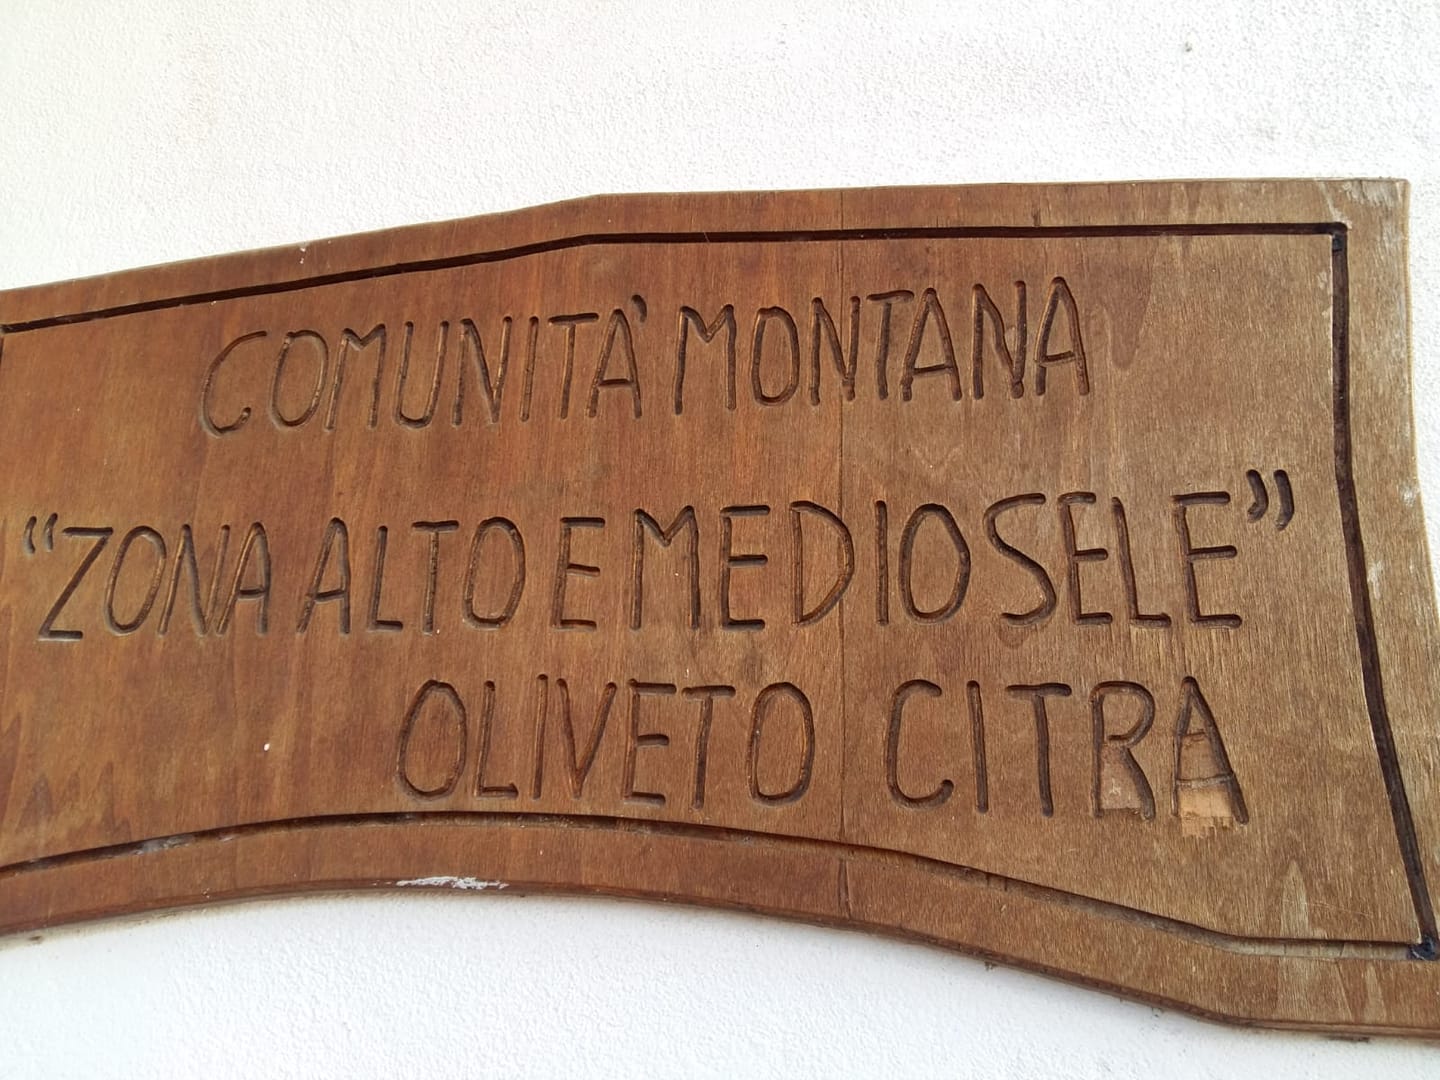 COMUNITA' MONTANA
“ZONA ALTO E MEDIO SELE”
OLIVETO CITRA